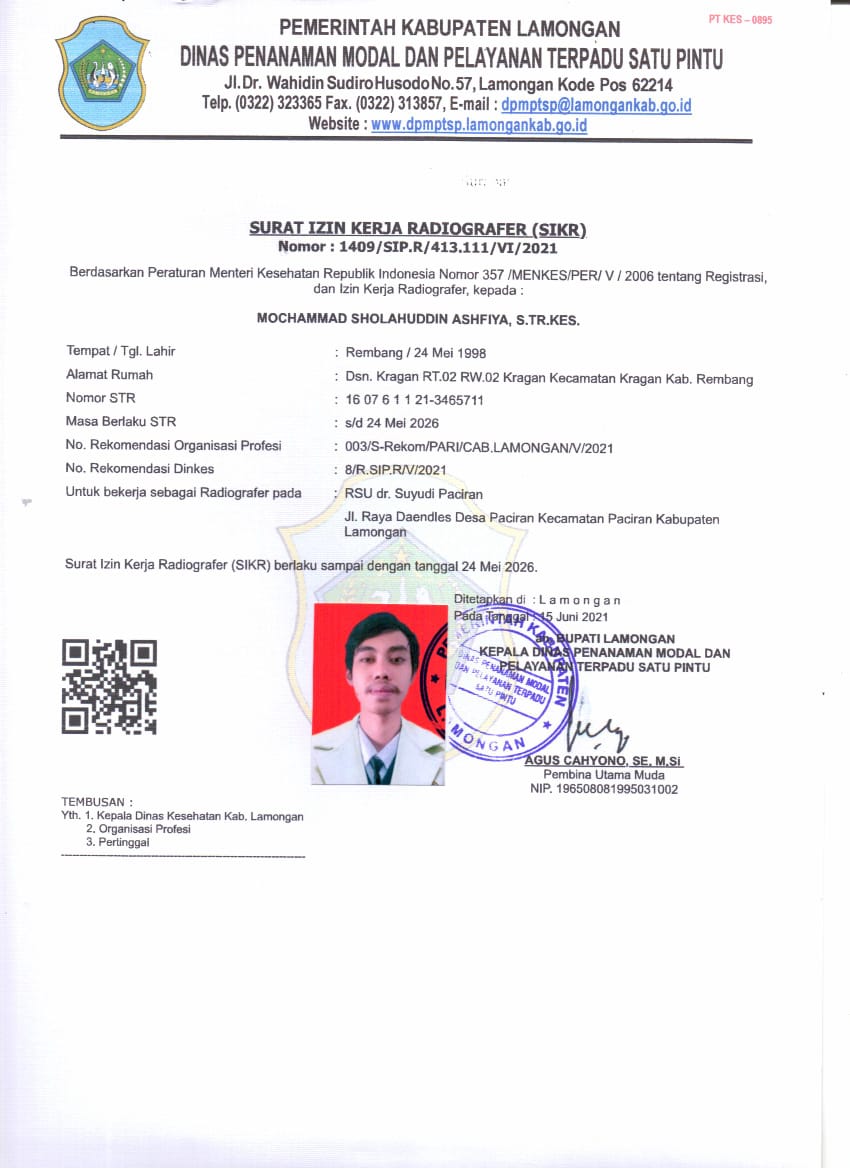 PT KES – 0895
PEMERINTAH KABUPATEN LAMONGAN
DINAS PENANAMAN MODAL DAN PELAYANAN TERPADU SATU PINTU
Jl.Dr. Wahidin SudiroHusodoNo.57, Lamongan Kode Pos 62214
Telp. (0322) 323365 Fax. (0322) 313857, E-mail : dpmptsp@lamongankab.go.id
Website : www.dpmptsp.lamongankab.go.id
SURAT IZIN KERJA RADIOGRAFER (SIKR)
Nomor : 1409/SIP.R/413.111/VI/2021
Berdasarkan Peraturan Menteri Kesehatan Republik Indonesia Nomor 357 /MENKES/PER/ V / 2006 tentang Registrasi,
dan Izin Kerja Radiografer, kepada :
MOCHAMMAD SHOLAHUDDIN ASHFIYA, S.TR.KES.
Tempat / Tgl. Lahir : Rembang / 24 Mei 1998
Alamat Rumah : Dsn. Kragan RT.02 RW.02 Kragan Kecamatan Kragan Kab. Rembang
Nomor STR : 16 07 6 1 1 21-3465711
Masa Berlaku STR : s/d 24 Mei 2026
No. Rekomendasi Organisasi Profesi : 003/S-Rekom/PARI/CAB.LAMONGAN/V/2021
No. Rekomendasi Dinkes : 8/R.SIP.R/V/2021
Untuk bekerja sebagai Radiografer pada : RSU dr. Suyudi Paciran
Jl. Raya Daendles Desa Paciran Kecamatan Paciran Kabupaten
Lamongan
Surat Izin Kerja Radiografer (SIKR) berlaku sampai dengan tanggal 24 Mei 2026.
Ditetapkan di : L a m o n g a n
Pada Tanggal : 15 Juni 2021
an. BUPATI LAMONGAN
KEPALA DINAS PENANAMAN MODAL DAN
PELAYANAN TERPADU SATU PINTU
PEMERINTAH KABUPATEN
DINAS PENANAMAN MODAL
DAN PELAYANAN TERPADU
SATU PINTU
LAMONGAN
AGUS CAHYONO, SE, M.Si
Pembina Utama Muda
NIP. 196508081995031002
TEMBUSAN :
Yth. 1. Kepala Dinas Kesehatan Kab. Lamongan
2. Organisasi Profesi
3. Pertinggal